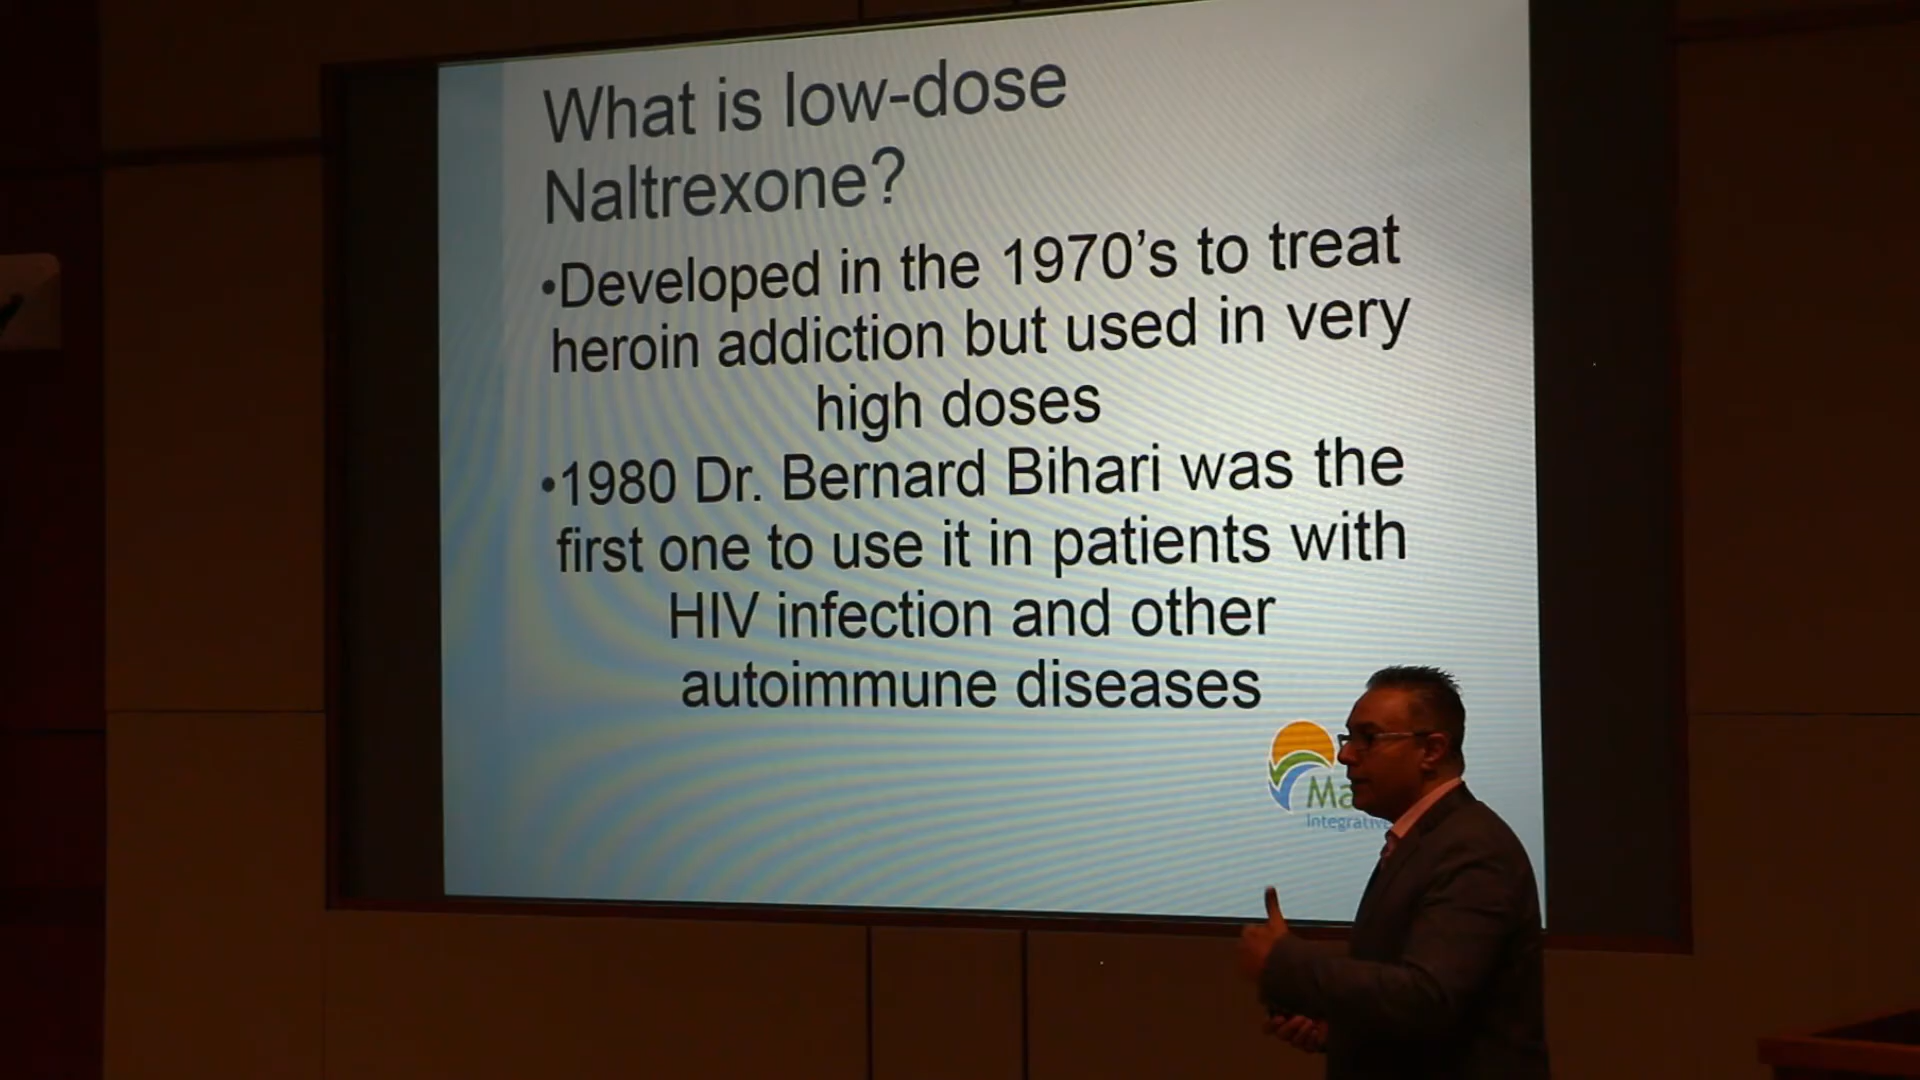 What is low-dose
Naltrexone?
•Developed in the 1970's to treat
heroin addiction but used in very
high doses
•1980 Dr. Bernard Bihari was the
first one to use it in patients with
HIV infection and other
autoimmune diseases